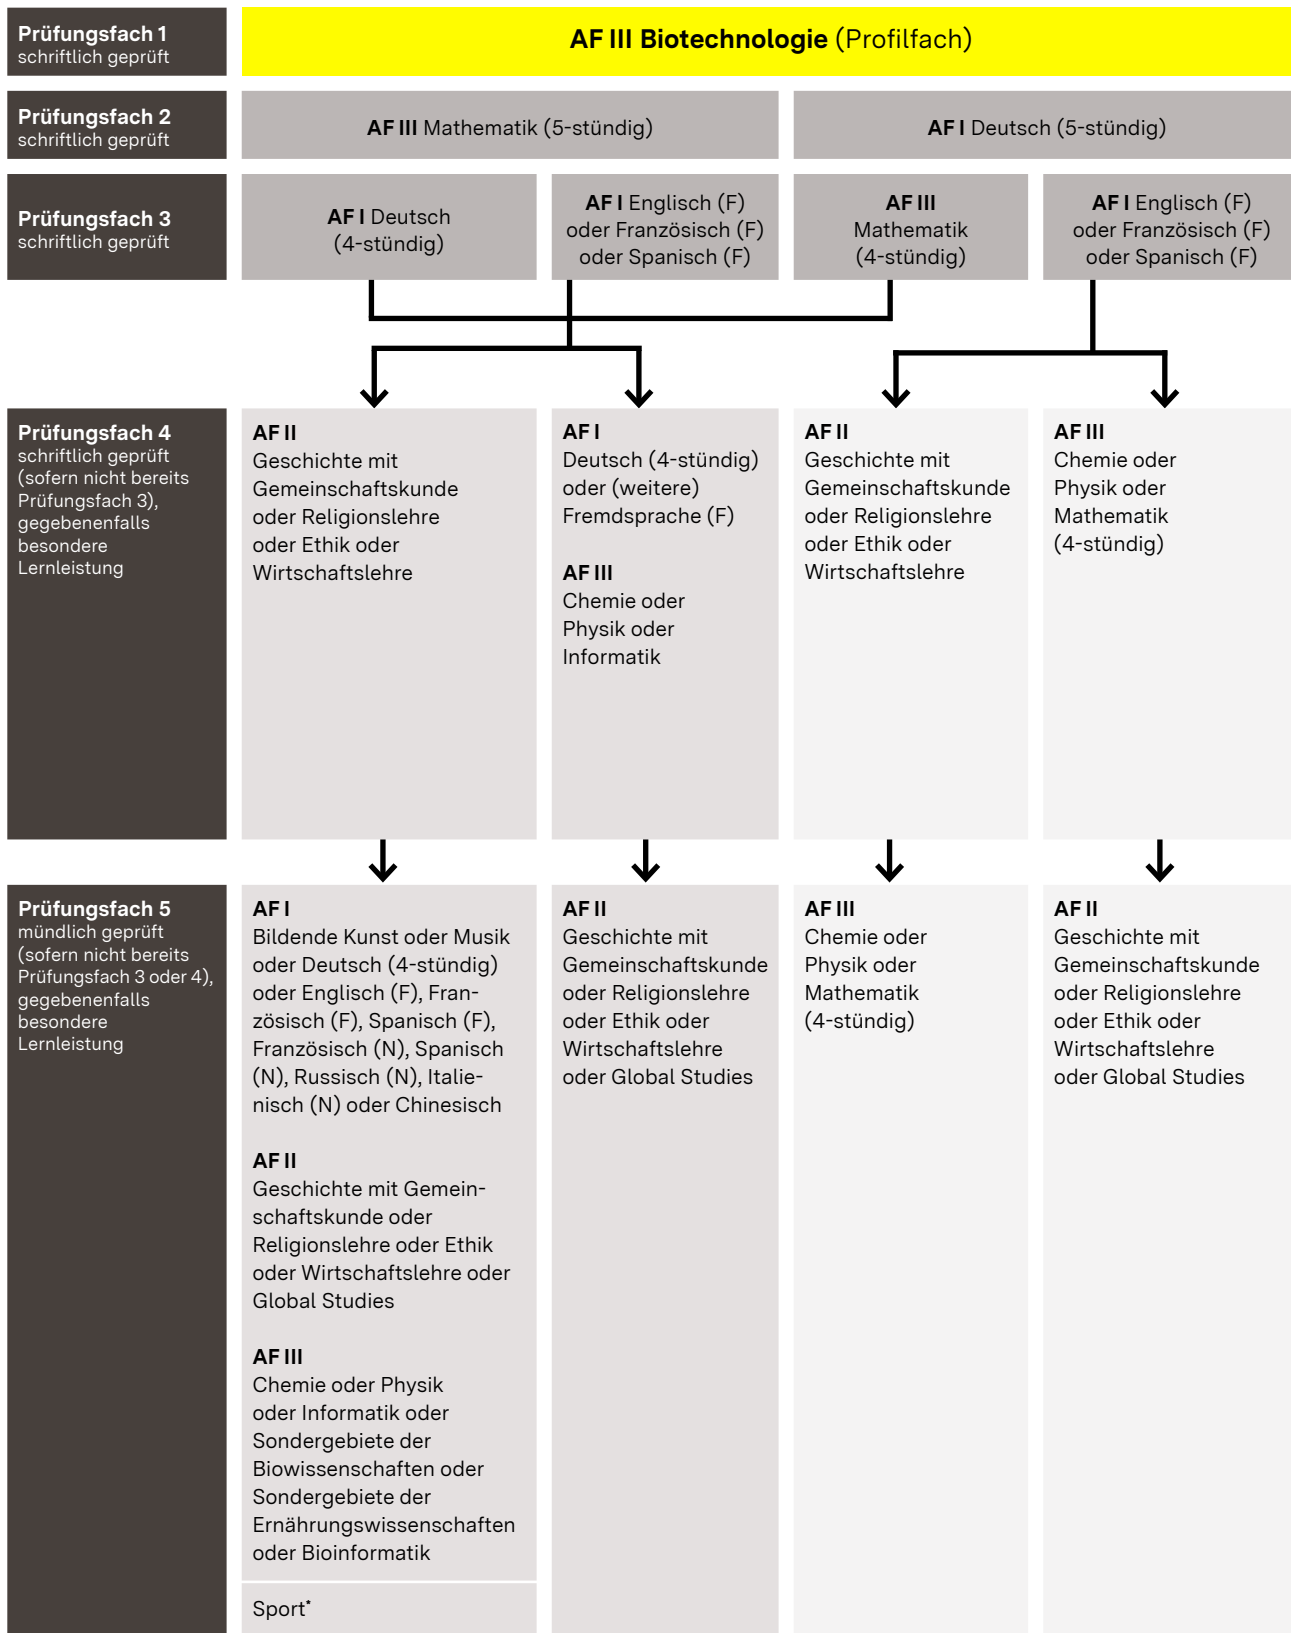 Prüfungsfach 1
schriftlich geprüft
AF III Biotechnologie (Profilfach)
Prüfungsfach 2
schriftlich geprüft
AF III Mathematik (5-stündig)
AF I Deutsch (5-stündig)
Prüfungsfach 3
schriftlich geprüft
AF I Deutsch
(4-stündig)
AF I Englisch (F)
oder Französisch (F)
oder Spanisch (F)
AF III
Mathematik
(4-stündig)
AF I Englisch (F)
oder Französisch (F)
oder Spanisch (F)
Prüfungsfach 4
schriftlich geprüft
(sofern nicht bereits
Prüfungsfach 3),
gegebenenfalls
besondere
Lernleistung
AF II
Geschichte mit
Gemeinschaftskunde
oder Religionslehre
oder Ethik oder
Wirtschaftslehre
AF I
Deutsch (4-stündig)
oder (weitere)
Fremdsprache (F)
AF III
Chemie oder
Physik oder
Informatik
AF II
Geschichte mit
Gemeinschaftskunde
oder Religionslehre
oder Ethik oder
Wirtschaftslehre
AF III
Chemie oder
Physik oder
Mathematik
(4-stündig)
Prüfungsfach 5
mündlich geprüft
(sofern nicht bereits
Prüfungsfach 3 oder 4),
gegebenenfalls
besondere
Lernleistung
AF I
Bildende Kunst oder Musik
oder Deutsch (4-stündig)
oder Englisch (F), Fran-
zösisch (F), Spanisch (F),
Französisch (N), Spanisch
(N), Russisch (N), Italie-
nisch (N) oder Chinesisch
AF II
Geschichte mit Gemein-
schaftskunde oder
Religionslehre oder Ethik
oder Wirtschaftslehre oder
Global Studies
AF III
Chemie oder Physik
oder Informatik oder
Sondergebiete der
Biowissenschaften oder
Sondergebiete der
Ernährungswissenschaften
oder Bioinformatik
Sport*
AF II
Geschichte mit
Gemeinschaftskunde
oder Religionslehre
oder Ethik oder
Wirtschaftslehre
oder Global Studies
AF III
Chemie oder
Physik oder
Mathematik
(4-stündig)
AF II
Geschichte mit
Gemeinschaftskunde
oder Religionslehre
oder Ethik oder
Wirtschaftslehre
oder Global Studies